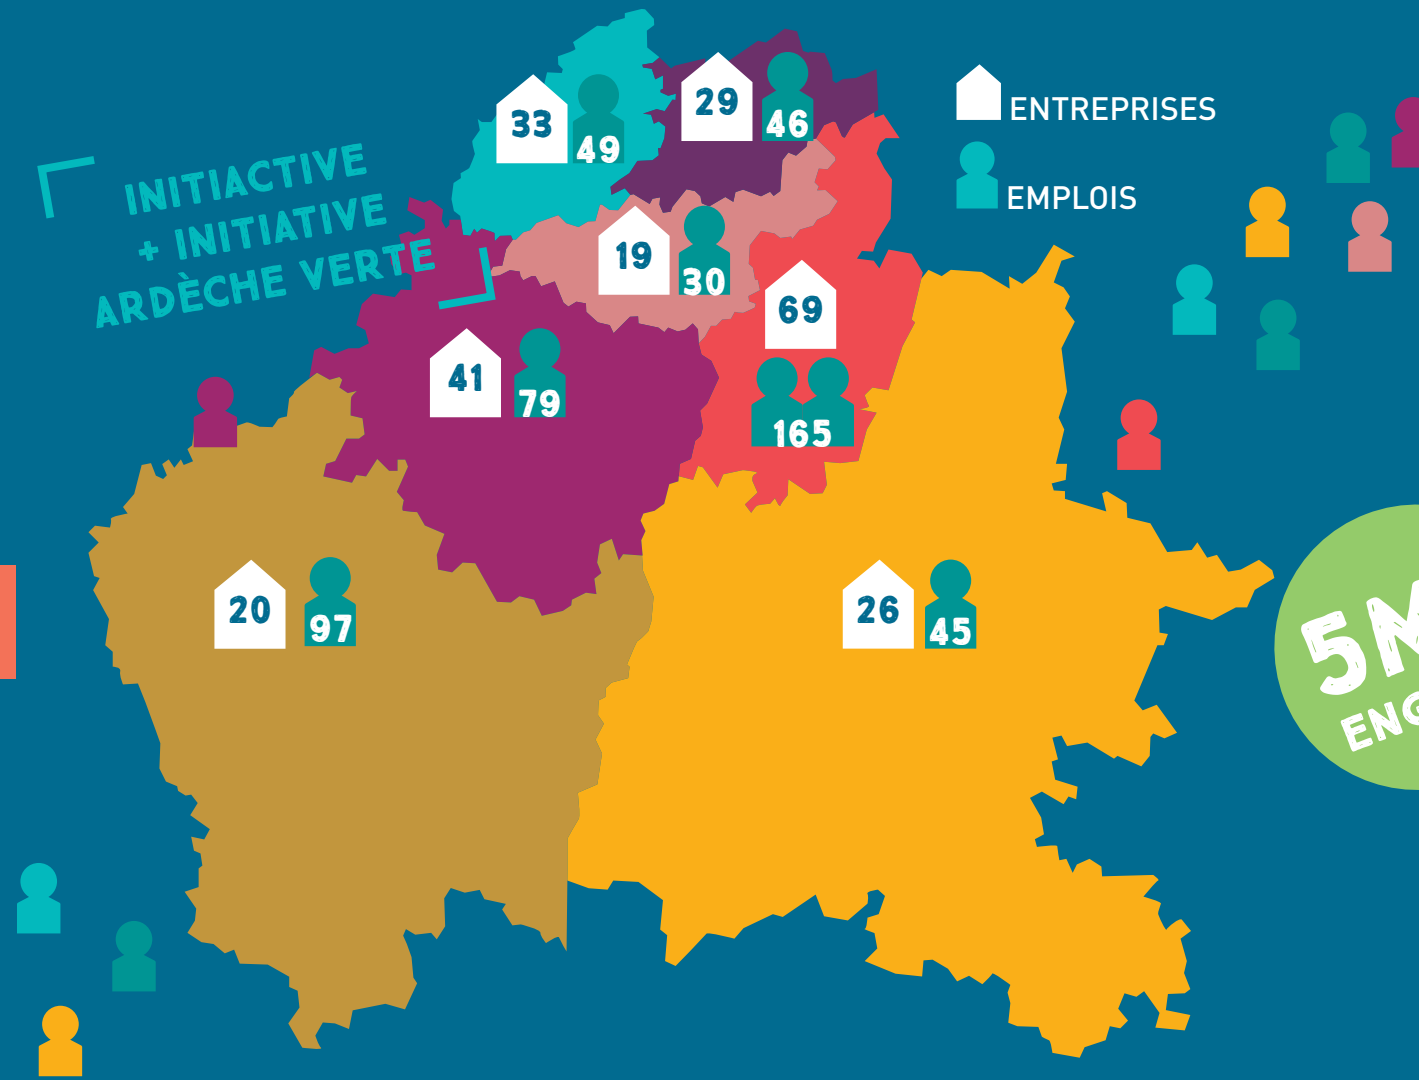 INITIACTIVE
+ INITIATIVE
ARDÈCHE VERTE
ENTREPRISES
EMPLOIS
33
49
29
46
19
30
69
165
41
79
20
97
26
45